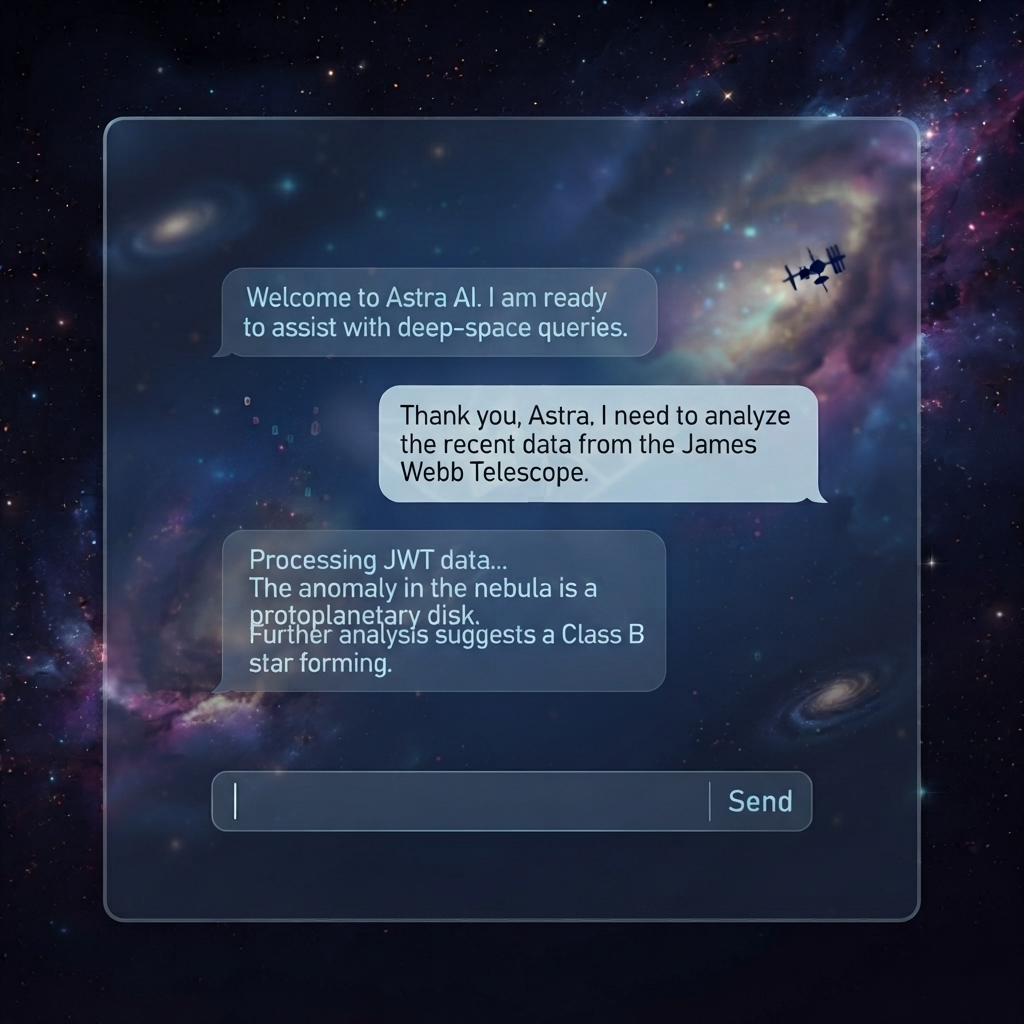 Welcome to Astra AI. I am ready
to assist with deep-space queries.
Thank you, Astra. I need to analyze
the recent data from the James
Webb Telescope.
Processing JWT data...
The anomaly in the nebula is a
protoplanetary disk.
Further analysis suggests a Class B
star forming.
Send